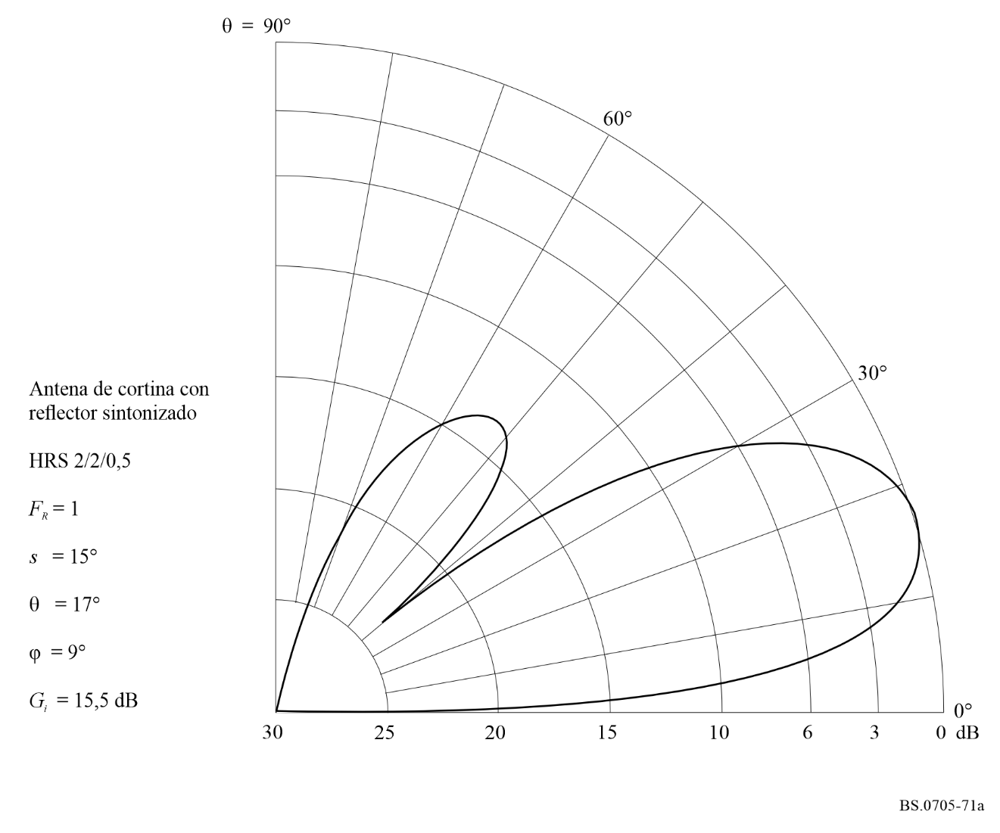 θ = 90°
60°
30°
Antena de cortina con
reflector sintonizado
HRS 2/2/0,5
F_R = 1
s = 15°
θ = 17°
φ = 9°
G_i = 15,5 dB
0°
30 25 20 15 10 6 3 0 dB
BS.0705-71a